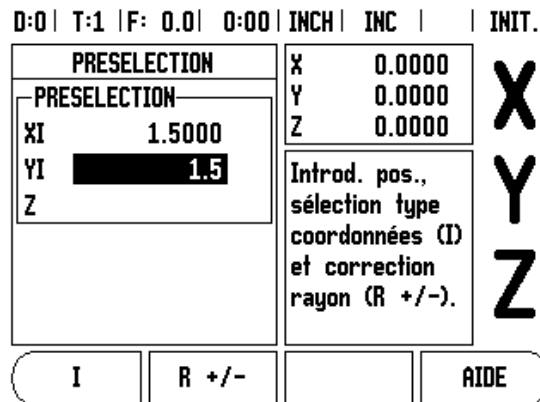 D:0 | T:1 | F: 0.0 | 0:00 | INCH | INC | | INIT.
PRESELECTION
PRESELECTION
XI 1.5000
YI 1.5
Z
X 0.0000
Y 0.0000
Z 0.0000
Introd. pos.,
sélection type
coordonnées (I)
et correction
rayon (R +/-).
X
Y
Z
I R +/- AIDE